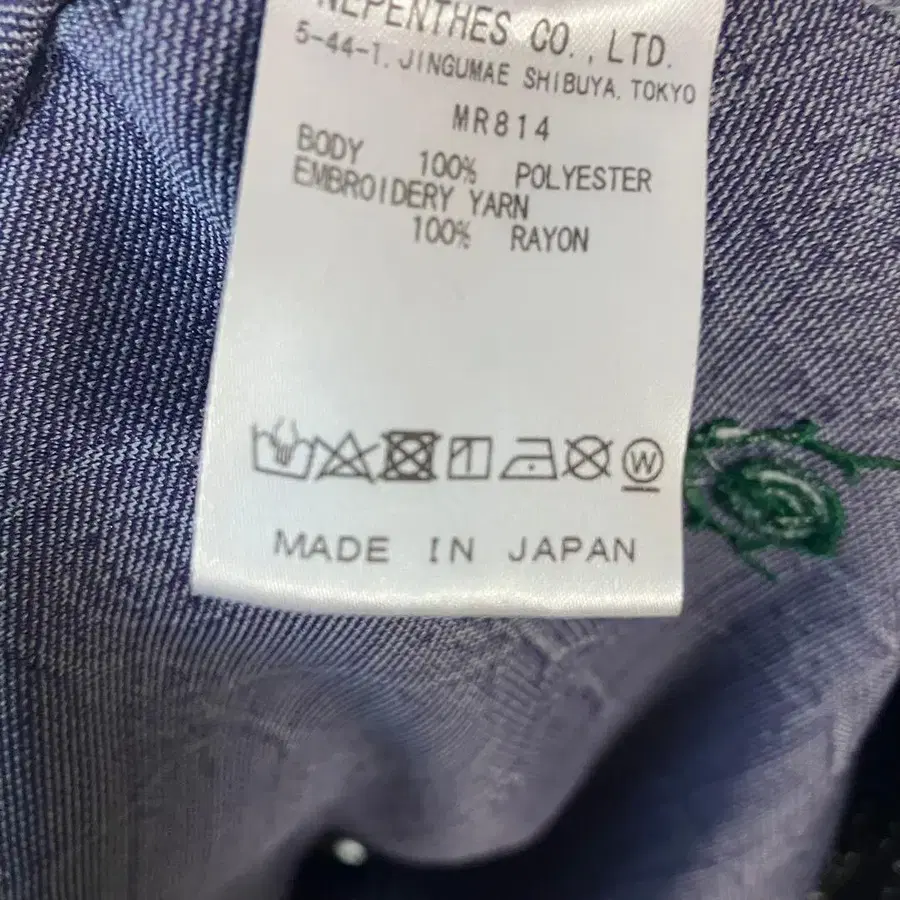 NEPENTHES CO., LTD.
5-44-1, JINGUMAE SHIBUYA, TOKYO
MR814
BODY 100% POLYESTER
EMBROIDERY YARN
100% RAYON
W
MADE IN JAPAN